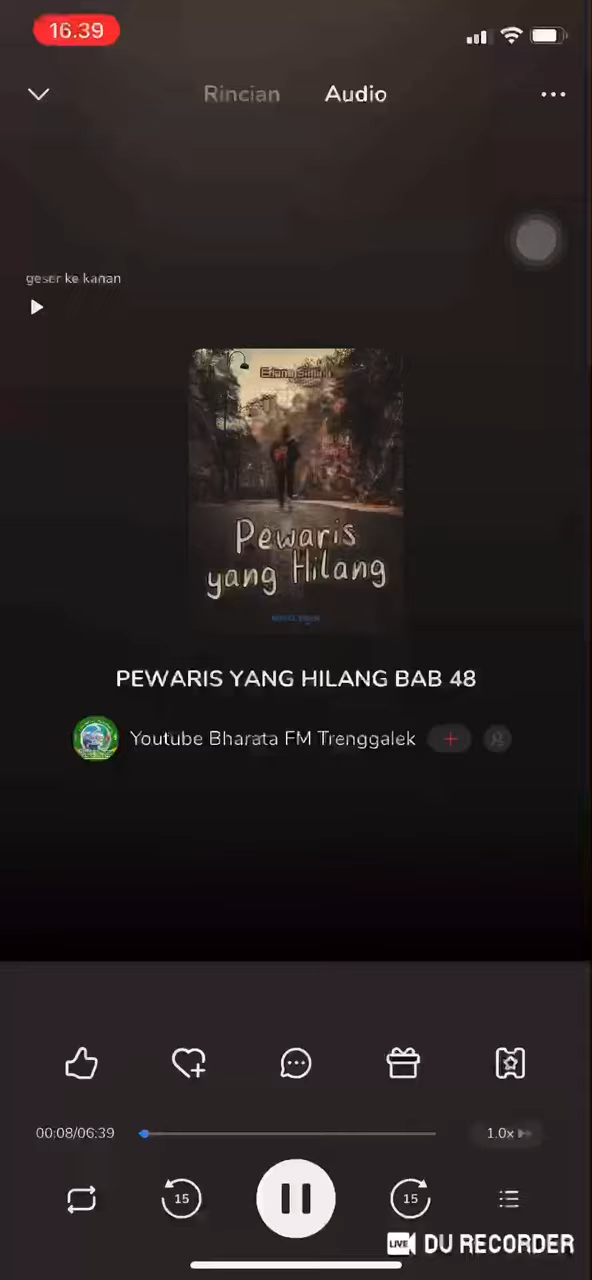 16.39
Rincian
Audio
geser ke kanan
Pewaris
yang Hilang
PEWARIS YANG HILANG BAB 48
Youtube Bharata FM Trenggalek
00:08/06:39
1.0x
15
15
LIVE
DU RECORDER